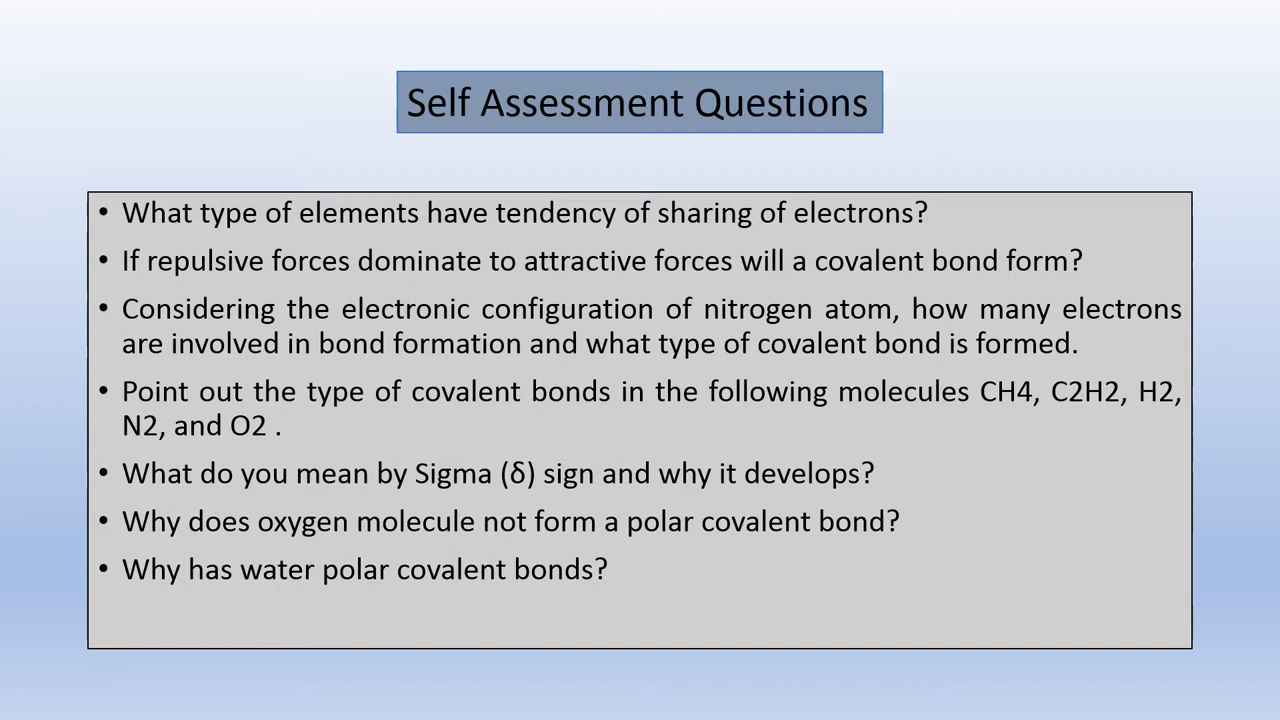 Self Assessment Questions
• What type of elements have tendency of sharing of electrons?
• If repulsive forces dominate to attractive forces will a covalent bond form?
• Considering the electronic configuration of nitrogen atom, how many electrons
are involved in bond formation and what type of covalent bond is formed.
• Point out the type of covalent bonds in the following molecules CH4, C2H2, H2,
N2, and O2 .
• What do you mean by Sigma (δ) sign and why it develops?
• Why does oxygen molecule not form a polar covalent bond?
• Why has water polar covalent bonds?